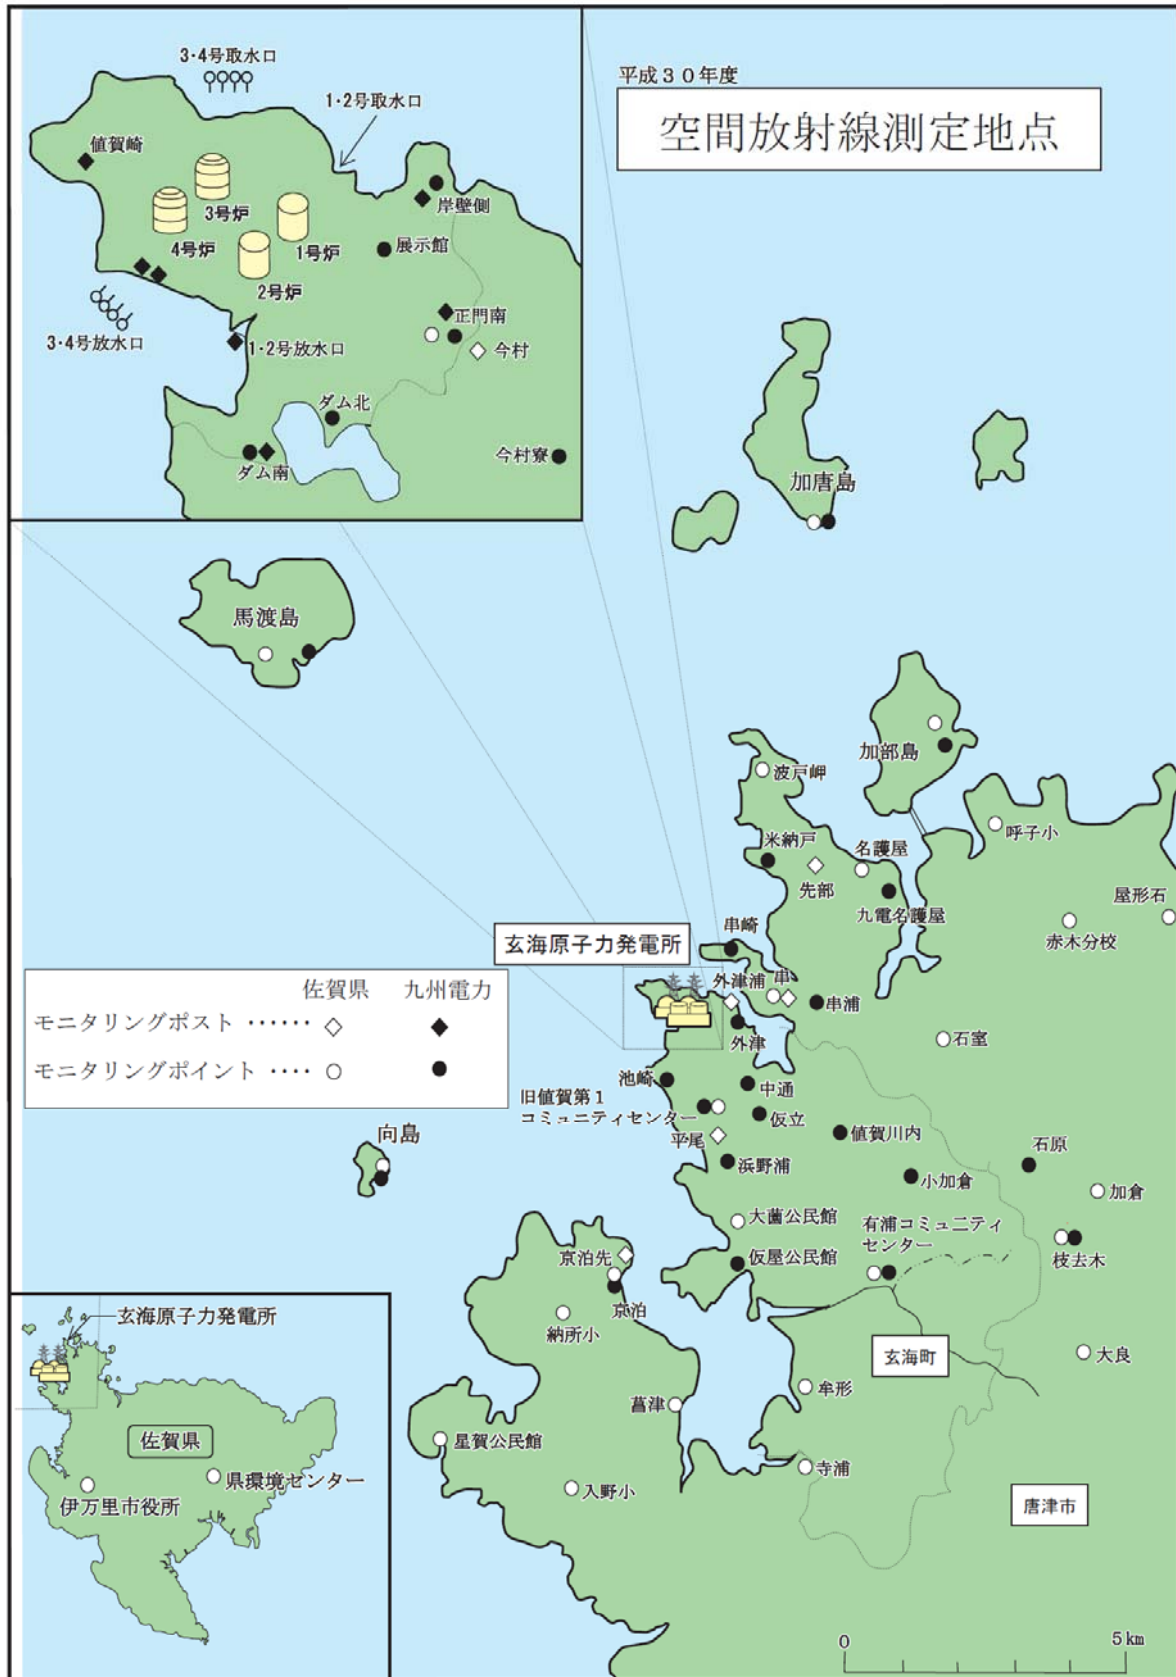 平成30年度
空間放射線測定地点
3・4号取水口
1・2号取水口
値賀崎
3号炉
4号炉
1号炉
2号炉
岸壁側
展示館
正門南
今村
3・4号放水口
1・2号放水口
ダム北
ダム南
今村寮
加唐島
馬渡島
加部島
波戸岬
呼子小
米納戸
名護屋
先部
九電名護屋
屋形石
赤木分校
串崎
玄海原子力発電所
外津浦
串
串浦
外津
石室
佐賀県
九州電力
モニタリングポスト ‥‥‥
モニタリングポイント ‥‥
池崎
中通
旧値賀第1
コミュニティセンター
仮立
平尾
値賀川内
浜野浦
石原
小加倉
加倉
向島
大薗公民館
有浦コミュニティ
センター
枝去木
京泊先
仮屋公民館
京泊
納所小
玄海町
大良
牟形
菖津
星賀公民館
寺浦
入野小
唐津市
玄海原子力発電所
佐賀県
県環境センター
伊万里市役所
0
5km